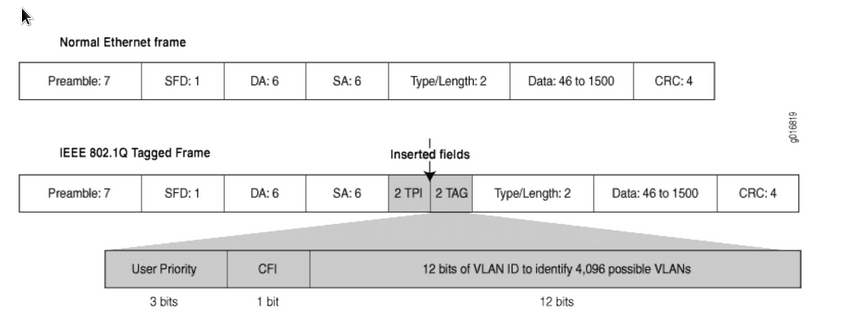 Normal Ethernet frame
Preamble: 7 SFD: 1 DA: 6 SA: 6 Type/Length: 2 Data: 46 to 1500 CRC: 4
g016819
IEEE 802.1Q Tagged Frame
Inserted fields
Preamble: 7 SFD: 1 DA: 6 SA: 6 2 TPI 2 TAG Type/Length: 2 Data: 46 to 1500 CRC: 4
User Priority CFI 12 bits of VLAN ID to identify 4,096 possible VLANs
3 bits 1 bit 12 bits